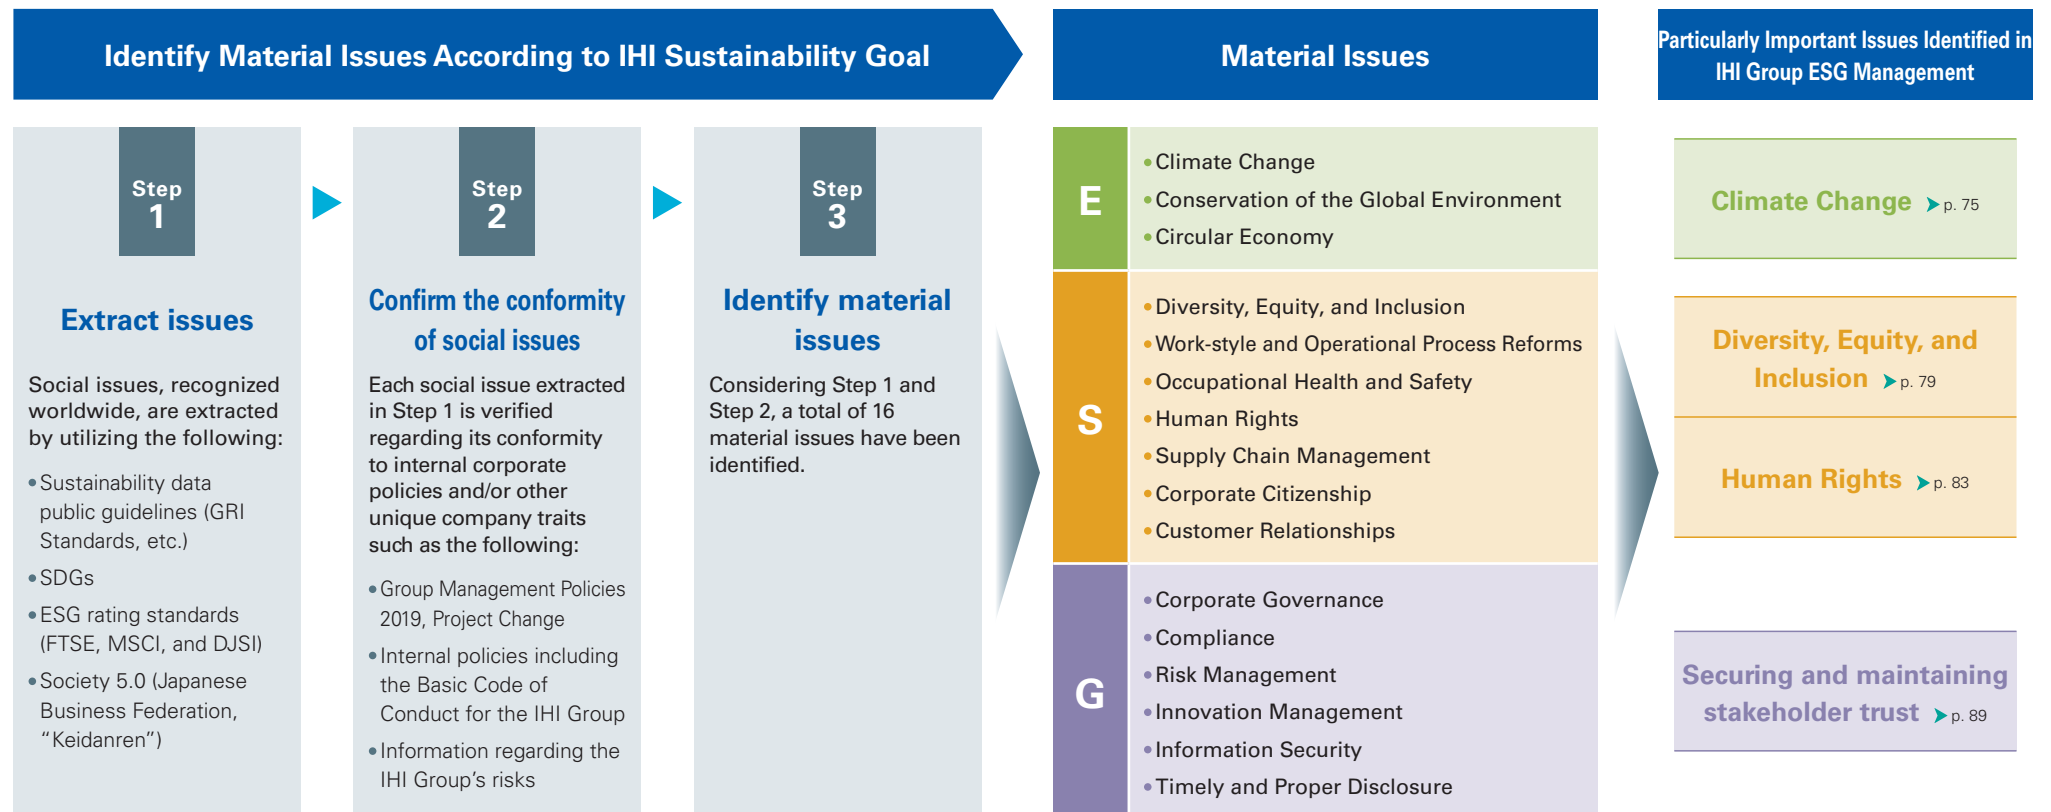 Identify Material Issues According to IHI Sustainability Goal
Step
1
Extract issues
Social issues, recognized
worldwide, are extracted
by utilizing the following:
• Sustainability data
public guidelines (GRI
Standards, etc.)
• SDGs
• ESG rating standards
(FTSE, MSCI, and DJSI)
• Society 5.0 (Japanese
Business Federation,
“Keidanren”)
Step
2
Confirm the conformity
of social issues
Each social issue extracted
in Step 1 is verified
regarding its conformity
to internal corporate
policies and/or other
unique company traits
such as the following:
• Group Management Policies
2019, Project Change
• Internal policies including
the Basic Code of
Conduct for the IHI Group
• Information regarding the
IHI Group’s risks
Step
3
Identify material
issues
Considering Step 1 and
Step 2, a total of 16
material issues have been
identified.
Material Issues
E
• Climate Change
• Conservation of the Global Environment
• Circular Economy
S
• Diversity, Equity, and Inclusion
• Work-style and Operational Process Reforms
• Occupational Health and Safety
• Human Rights
• Supply Chain Management
• Corporate Citizenship
• Customer Relationships
G
• Corporate Governance
• Compliance
• Risk Management
• Innovation Management
• Information Security
• Timely and Proper Disclosure
Particularly Important Issues Identified in
IHI Group ESG Management
Climate Change p. 75
Diversity, Equity, and
Inclusion p. 79
Human Rights p. 83
Securing and maintaining
stakeholder trust p. 89